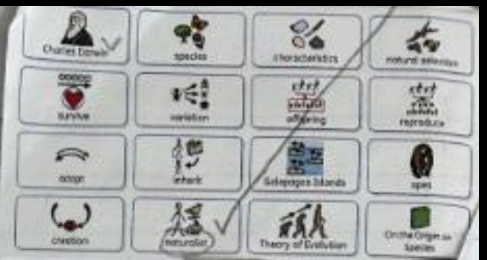 Charles Darwin
species
characteristics
natural selection
survive
variation
offspring
reproduce
adapt
inherit
Galapagos Islands
apes
creation
naturalist
Theory of Evolution
On the Origin of
Species